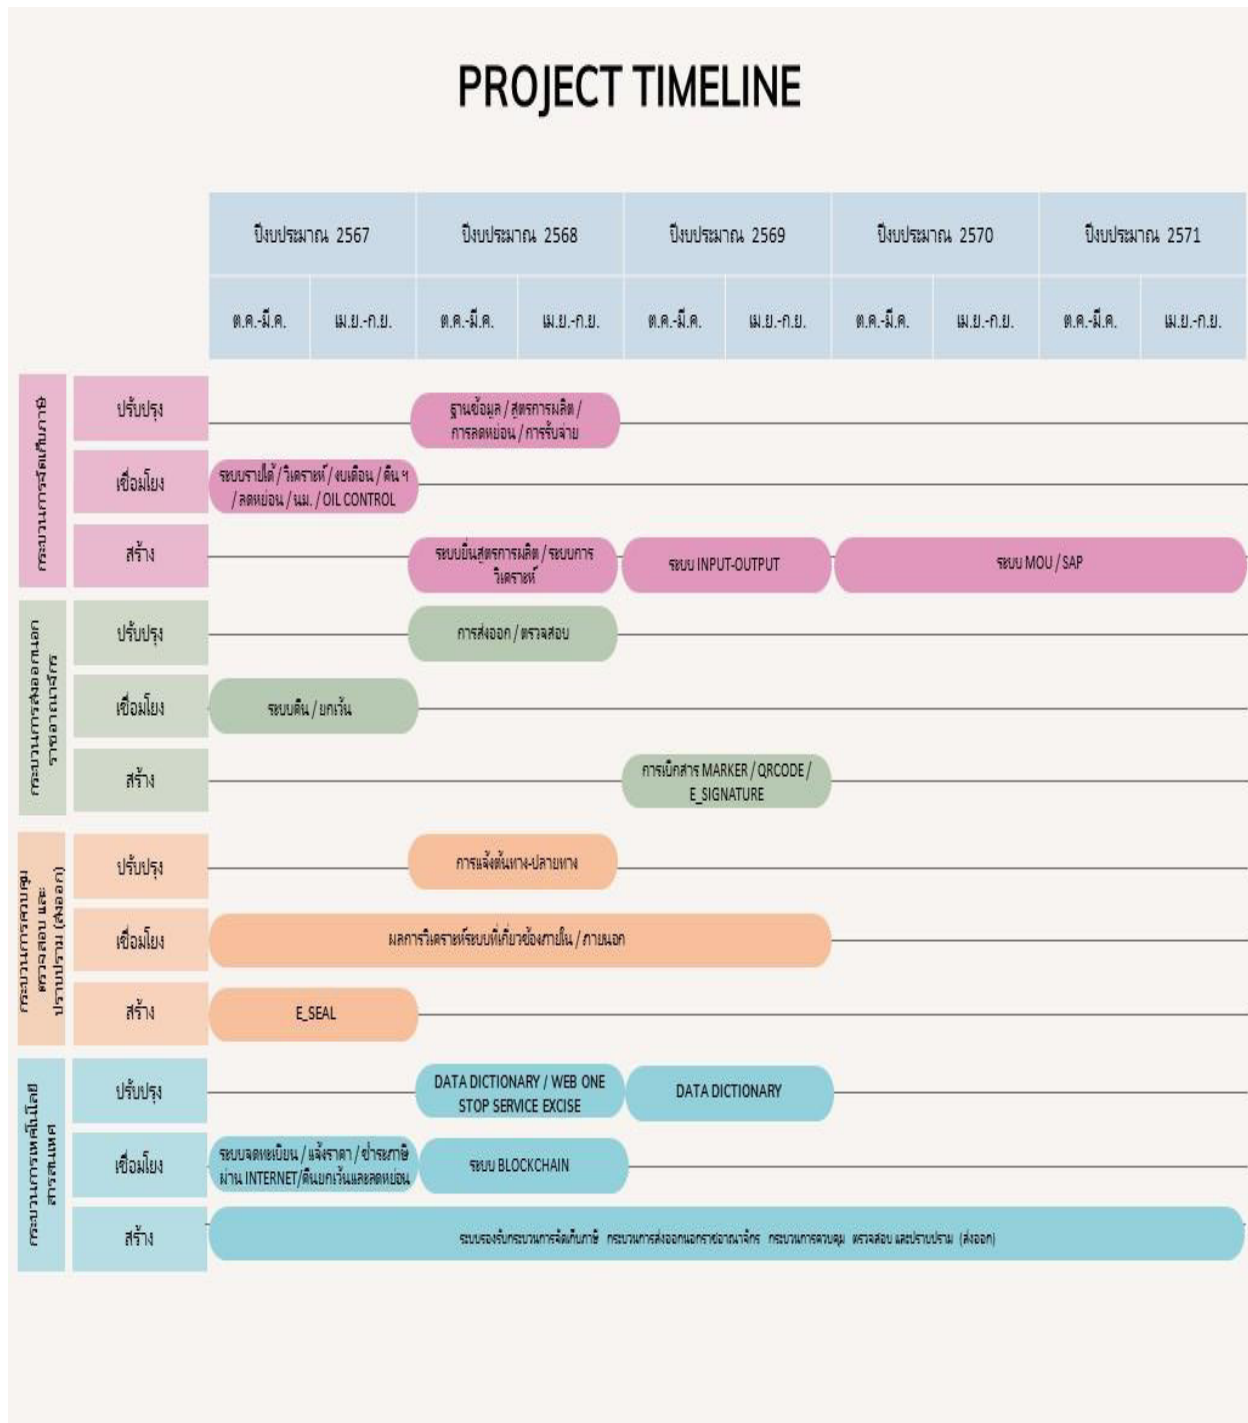 PROJECT TIMELINE
ปีงบประมาณ 2567
ปีงบประมาณ 2568
ปีงบประมาณ 2569
ปีงบประมาณ 2570
ปีงบประมาณ 2571
ต.ค.-มี.ค.
เม.ย.-ก.ย.
ต.ค.-มี.ค.
เม.ย.-ก.ย.
ต.ค.-มี.ค.
เม.ย.-ก.ย.
ต.ค.-มี.ค.
เม.ย.-ก.ย.
ต.ค.-มี.ค.
เม.ย.-ก.ย.
กระบวนการจัดเก็บภาษี
ปรับปรุง
ฐานข้อมูล / สูตรการผลิต /
การลดหย่อน / การรับจ่าย
เชื่อมโยง
ระบบรายได้ / วิเคราะห์ / งบเดือน / คืน ฯ
/ ลดหย่อน / นม. / OIL CONTROL
สร้าง
ระบบยื่นสูตรการผลิต / ระบบการ
วิเคราะห์
ระบบ INPUT-OUTPUT
ระบบ MOU / SAP
กระบวนการส่งออกนอก
ราชอาณาจักร
ปรับปรุง
การส่งออก / ตรวจสอบ
เชื่อมโยง
ระบบคืน / ยกเว้น
สร้าง
การเบิกสาร MARKER / QRCODE /
E_SIGNATURE
กระบวนการควบคุม
ตรวจสอบ และ
ปราบปราม (ส่งออก)
ปรับปรุง
การแจ้งต้นทาง-ปลายทาง
เชื่อมโยง
ผลการวิเคราะห์ระบบที่เกี่ยวข้องภายใน / ภายนอก
สร้าง
E_SEAL
กระบวนการเทคโนโลยี
สารสนเทศ
ปรับปรุง
DATA DICTIONARY / WEB ONE
STOP SERVICE EXCISE
DATA DICTIONARY
เชื่อมโยง
ระบบจดทะเบียน / แจ้งราคา / ชำระภาษี
ผ่าน INTERNET/คืนยกเว้นและลดหย่อน
ระบบ BLOCKCHAIN
สร้าง
ระบบรองรับกระบวนการจัดเก็บภาษี กระบวนการส่งออกนอกราชอาณาจักร กระบวนการควบคุม ตรวจสอบ และปราบปราม (ส่งออก)